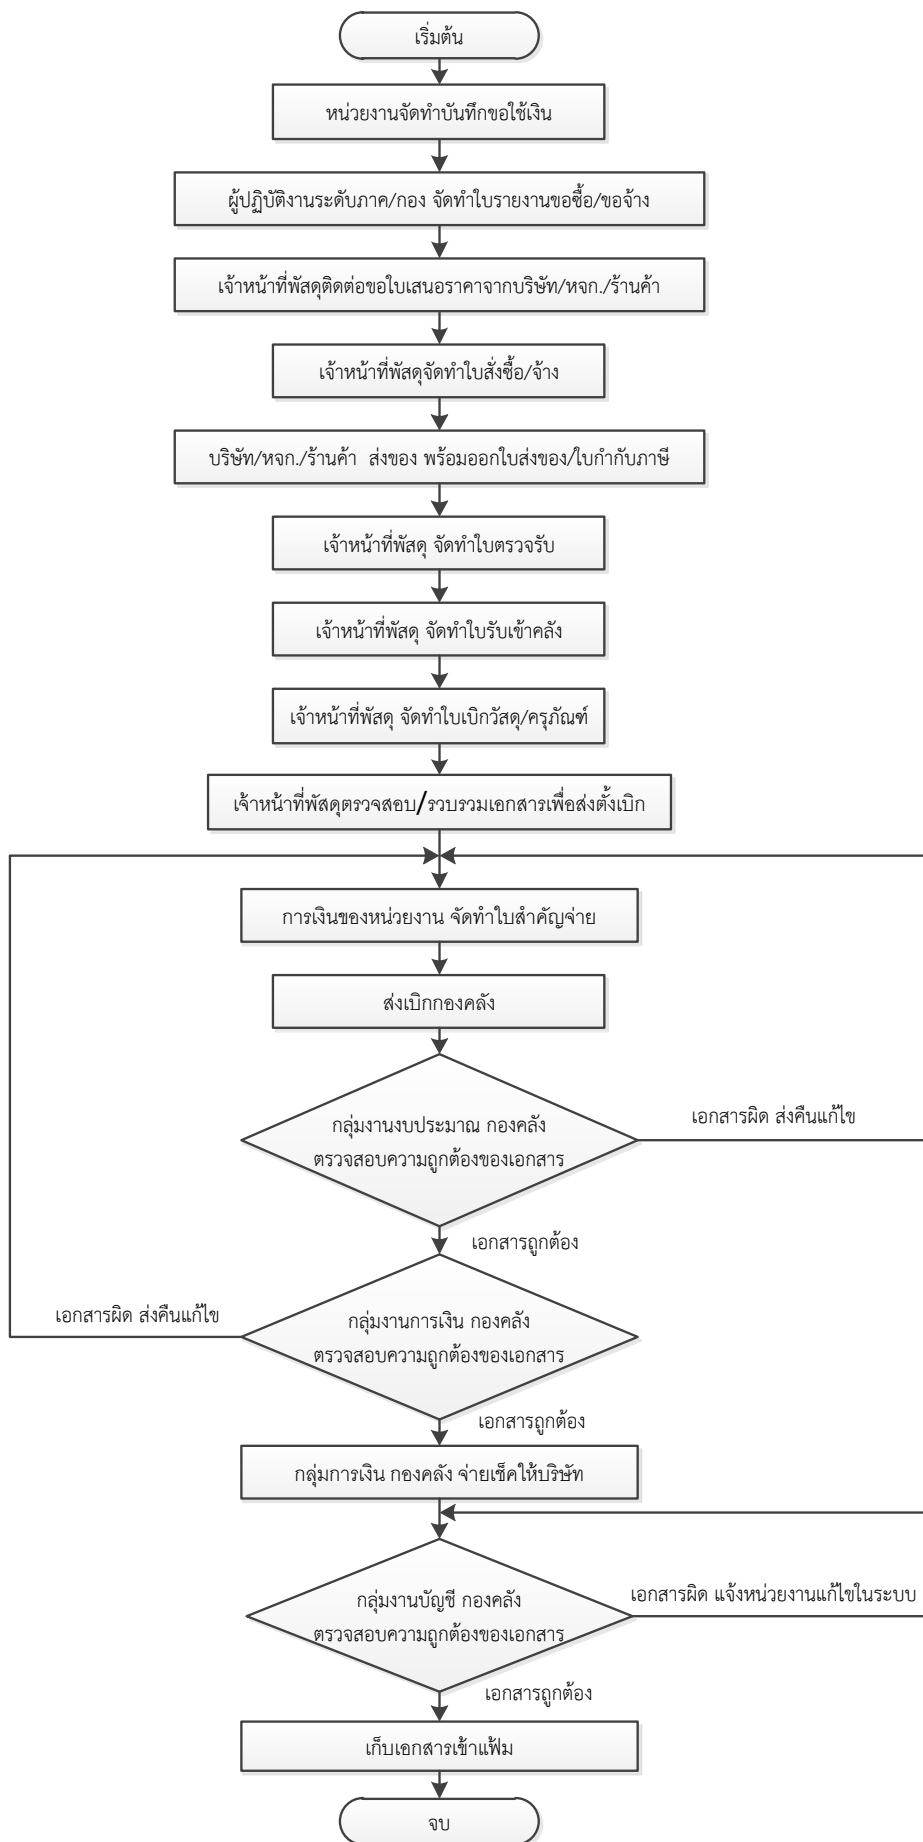 เริ่มต้น
หน่วยงานจัดทำบันทึกขอใช้เงิน
ผู้ปฏิบัติงานระดับภาค/กอง จัดทำใบรายงานขอซื้อ/ขอจ้าง
เจ้าหน้าที่พัสดุติดต่อขอใบเสนอราคาจากบริษัท/หจก./ร้านค้า
เจ้าหน้าที่พัสดุจัดทำใบสั่งซื้อ/จ้าง
บริษัท/หจก./ร้านค้า ส่งของ พร้อมออกใบส่งของ/ใบกำกับภาษี
เจ้าหน้าที่พัสดุ จัดทำใบตรวจรับ
เจ้าหน้าที่พัสดุ จัดทำใบรับเข้าคลัง
เจ้าหน้าที่พัสดุ จัดทำใบเบิกวัสดุ/ครุภัณฑ์
เจ้าหน้าที่พัสดุตรวจสอบ/รวบรวมเอกสารเพื่อส่งตั้งเบิก
การเงินของหน่วยงาน จัดทำใบสำคัญจ่าย
ส่งเบิกกองคลัง
กลุ่มงานงบประมาณ กองคลัง
ตรวจสอบความถูกต้องของเอกสาร
เอกสารผิด ส่งคืนแก้ไข
เอกสารถูกต้อง
กลุ่มงานการเงิน กองคลัง
ตรวจสอบความถูกต้องของเอกสาร
เอกสารผิด ส่งคืนแก้ไข
เอกสารถูกต้อง
กลุ่มการเงิน กองคลัง จ่ายเช็คให้บริษัท
กลุ่มงานบัญชี กองคลัง
ตรวจสอบความถูกต้องของเอกสาร
เอกสารผิด แจ้งหน่วยงานแก้ไขในระบบ
เอกสารถูกต้อง
เก็บเอกสารเข้าแฟ้ม
จบ